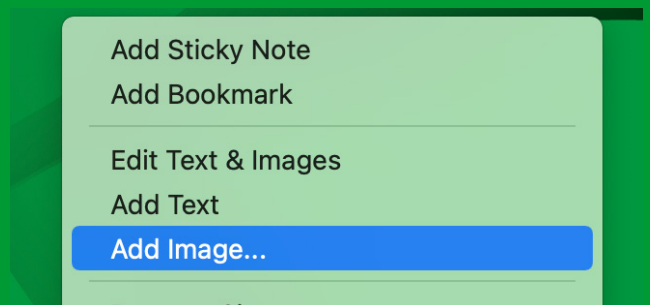 Add Sticky Note
Add Bookmark
Edit Text & Images
Add Text
Add Image...